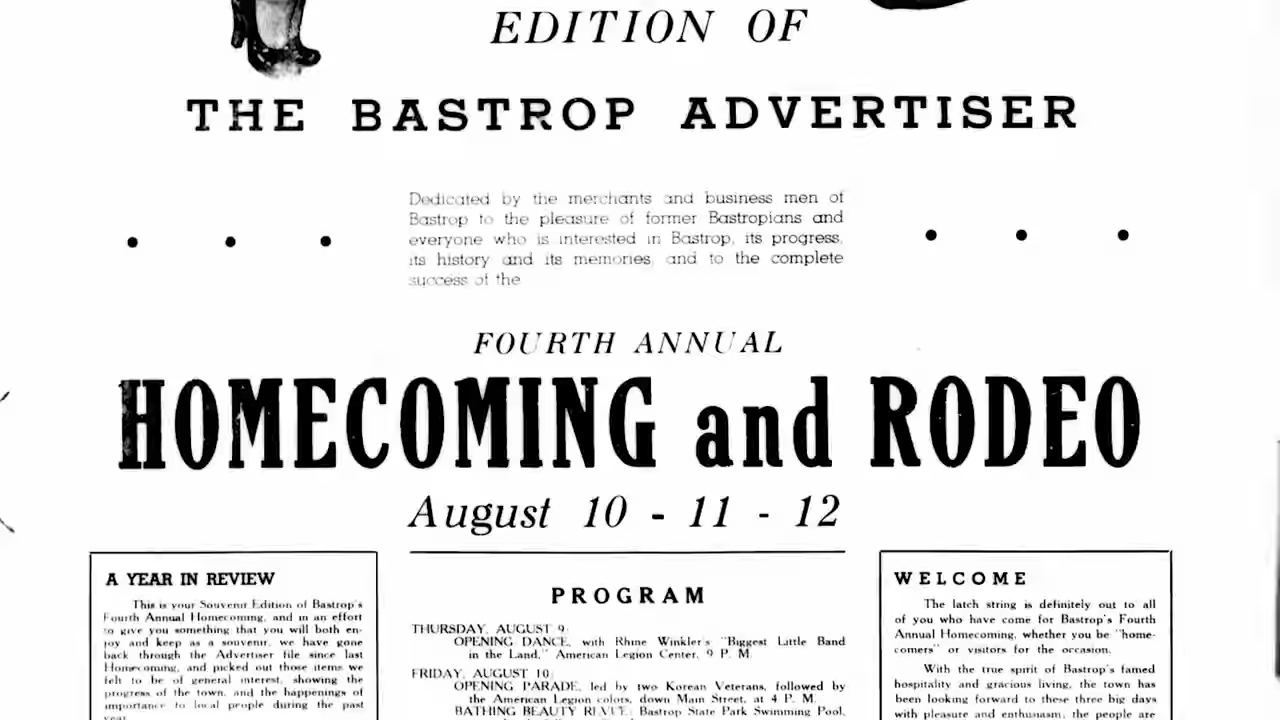 EDITION OF
THE BASTROP ADVERTISER
Dedicated by the merchants and business men of
Bastrop to the pleasure of former Bastropians and
everyone who is interested in Bastrop, its progress,
its history and its memories, and to the complete
success of the
FOURTH ANNUAL
HOMECOMING and RODEO
August 10 - 11 - 12
A YEAR IN REVIEW
This is your Souvenir Edition of Bastrop's
Fourth Annual Homecoming, and in an effort
to give you something that you will both en-
joy and keep as a souvenir, we have gone
back through the Advertiser file since last
Homecoming, and picked out those items we
felt to be of general interest, showing the
progress of the town, and the happenings of
importance to local people during the past
year.
PROGRAM
THURSDAY, AUGUST 9:
OPENING DANCE, with Rhine Winkler's "Biggest Little Band
in the Land," American Legion Center, 9 P. M.
FRIDAY, AUGUST 10:
OPENING PARADE, led by two Korean Veterans, followed by
the American Legion colors, down Main Street, at 4 P. M.
BATHING BEAUTY REVUE, Bastrop State Park Swimming Pool,
WELCOME
The latch string is definitely out to all
of you who have come for Bastrop's Fourth
Annual Homecoming, whether you be "home-
comers" or visitors for the occasion.
With the true spirit of Bastrop's famed
hospitality and gracious living, the town has
been looking forward to these three big days
with pleasure and enthusiasm, the people are